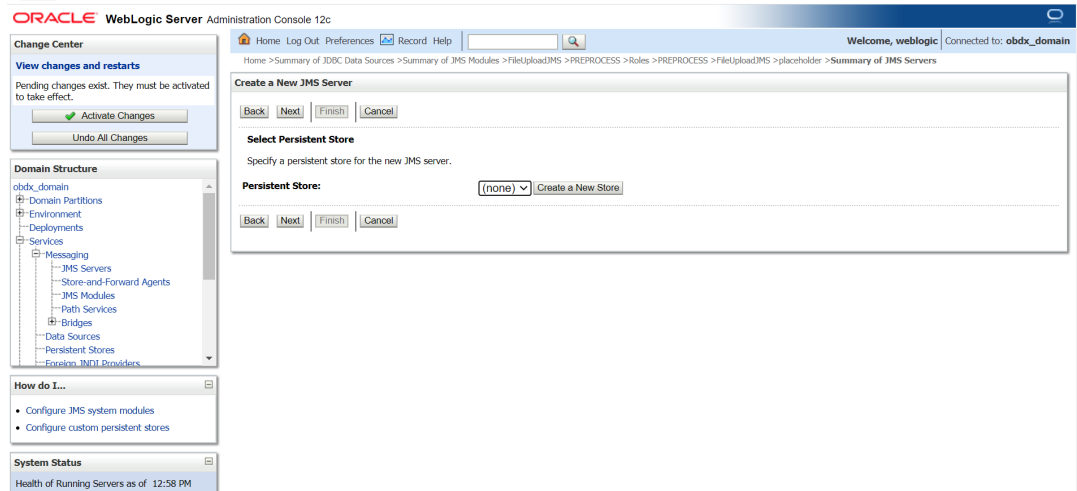 ORACLE WebLogic Server Administration Console 12c
Change Center
View changes and restarts
Pending changes exist. They must be activated
to take effect.
Activate Changes
Undo All Changes
Domain Structure
obdx_domain
Domain Partitions
Environment
Deployments
Services
Messaging
JMS Servers
Store-and-Forward Agents
JMS Modules
Path Services
Bridges
Data Sources
Persistent Stores
Foreign JNDI Providers
How do I...
Configure JMS system modules
Configure custom persistent stores
System Status
Health of Running Servers as of 12:58 PM
Home Log Out Preferences Record Help
Welcome, weblogic Connected to: obdx_domain
Home >Summary of JDBC Data Sources >Summary of JMS Modules >FileUploadJMS >PREPROCESS >Roles >PREPROCESS >FileUploadJMS >placeholder >Summary of JMS Servers
Create a New JMS Server
Back Next Finish Cancel
Select Persistent Store
Specify a persistent store for the new JMS server.
Persistent Store: (none) Create a New Store
Back Next Finish Cancel